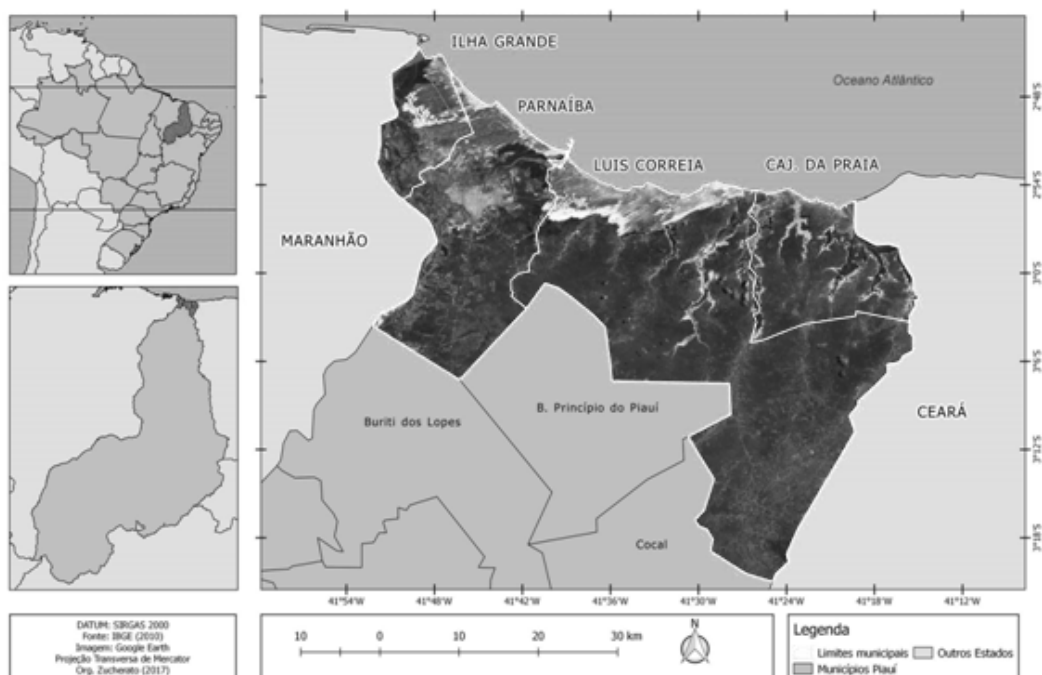 ILHA GRANDE
Oceano Atlântico
PARNAÍBA
LUIS CORREIA
CAJ. DA PRAIA
MARANHÃO
CEARÁ
B. Princípio do Piauí
Buriti dos Lopes
Cocal
2°48'S
2°54'S
3°0'S
3°6'S
3°12'S
3°18'S
41°54'W
41°48'W
41°42'W
41°36'W
41°30'W
41°24'W
41°18'W
41°12'W
DATUM: SIRGAS 2000
Fonte: IBGE (2010)
Imagem: Google Earth
Projeção Transversa de Mercator
Org. Zucherato (2017)
10 0 10 20 30 km
N
Legenda
Limites municipais
Outros Estados
Municípios Piauí